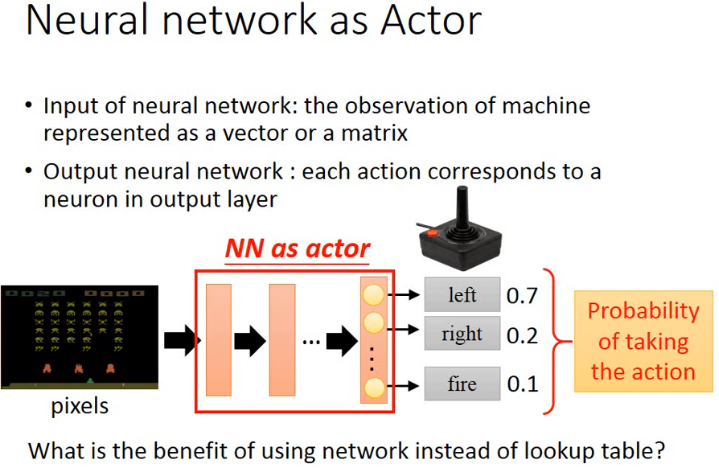 Neural network as Actor
• Input of neural network: the observation of machine
represented as a vector or a matrix
• Output neural network : each action corresponds to a
neuron in output layer
NN as actor
left 0.7
right 0.2
fire 0.1
...
Probability
of taking
the action
pixels
What is the benefit of using network instead of lookup table?